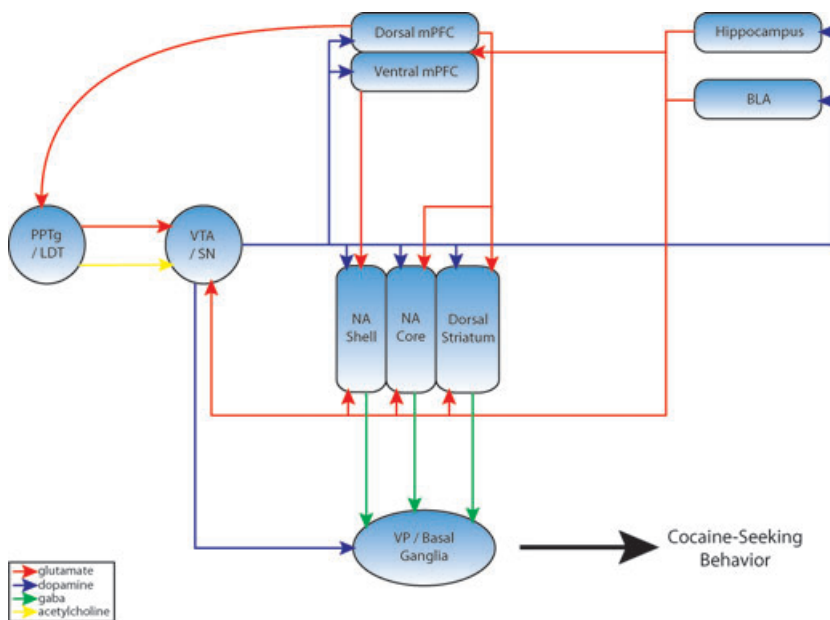 Dorsal mPFC
Ventral mPFC
Hippocampus
BLA
PPTg
/ LDT
VTA
/ SN
NA
Shell
NA
Core
Dorsal
Striatum
VP / Basal
Ganglia
Cocaine-Seeking
Behavior
glutamate
dopamine
gaba
acetylcholine